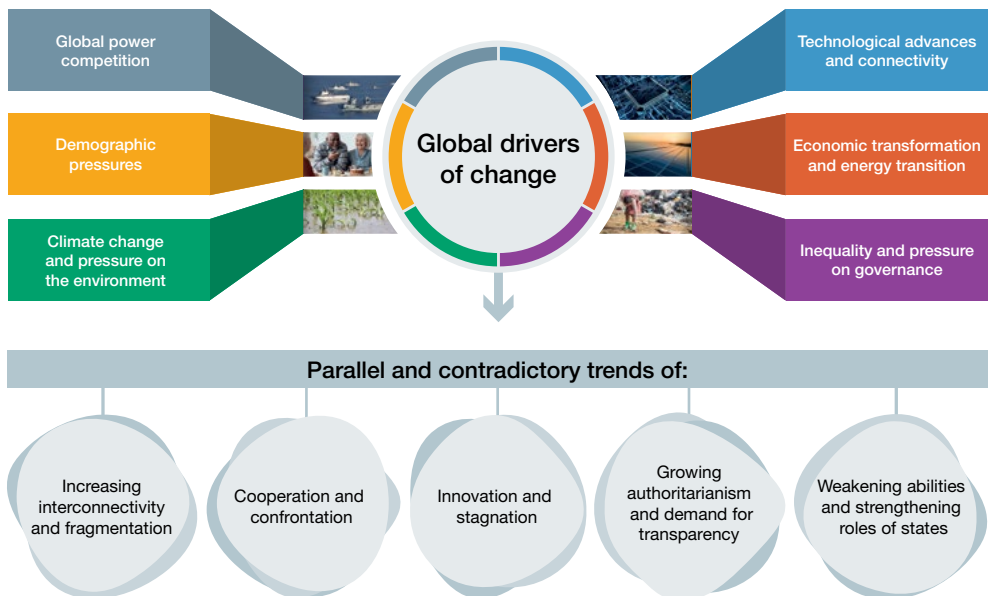 Global power
competition
Demographic
pressures
Climate change
and pressure on
the environment
Global drivers
of change
Technological advances
and connectivity
Economic transformation
and energy transition
Inequality and pressure
on governance
Parallel and contradictory trends of:
Increasing
interconnectivity
and fragmentation
Cooperation and
confrontation
Innovation and
stagnation
Growing
authoritarianism
and demand for
transparency
Weakening abilities
and strengthening
roles of states